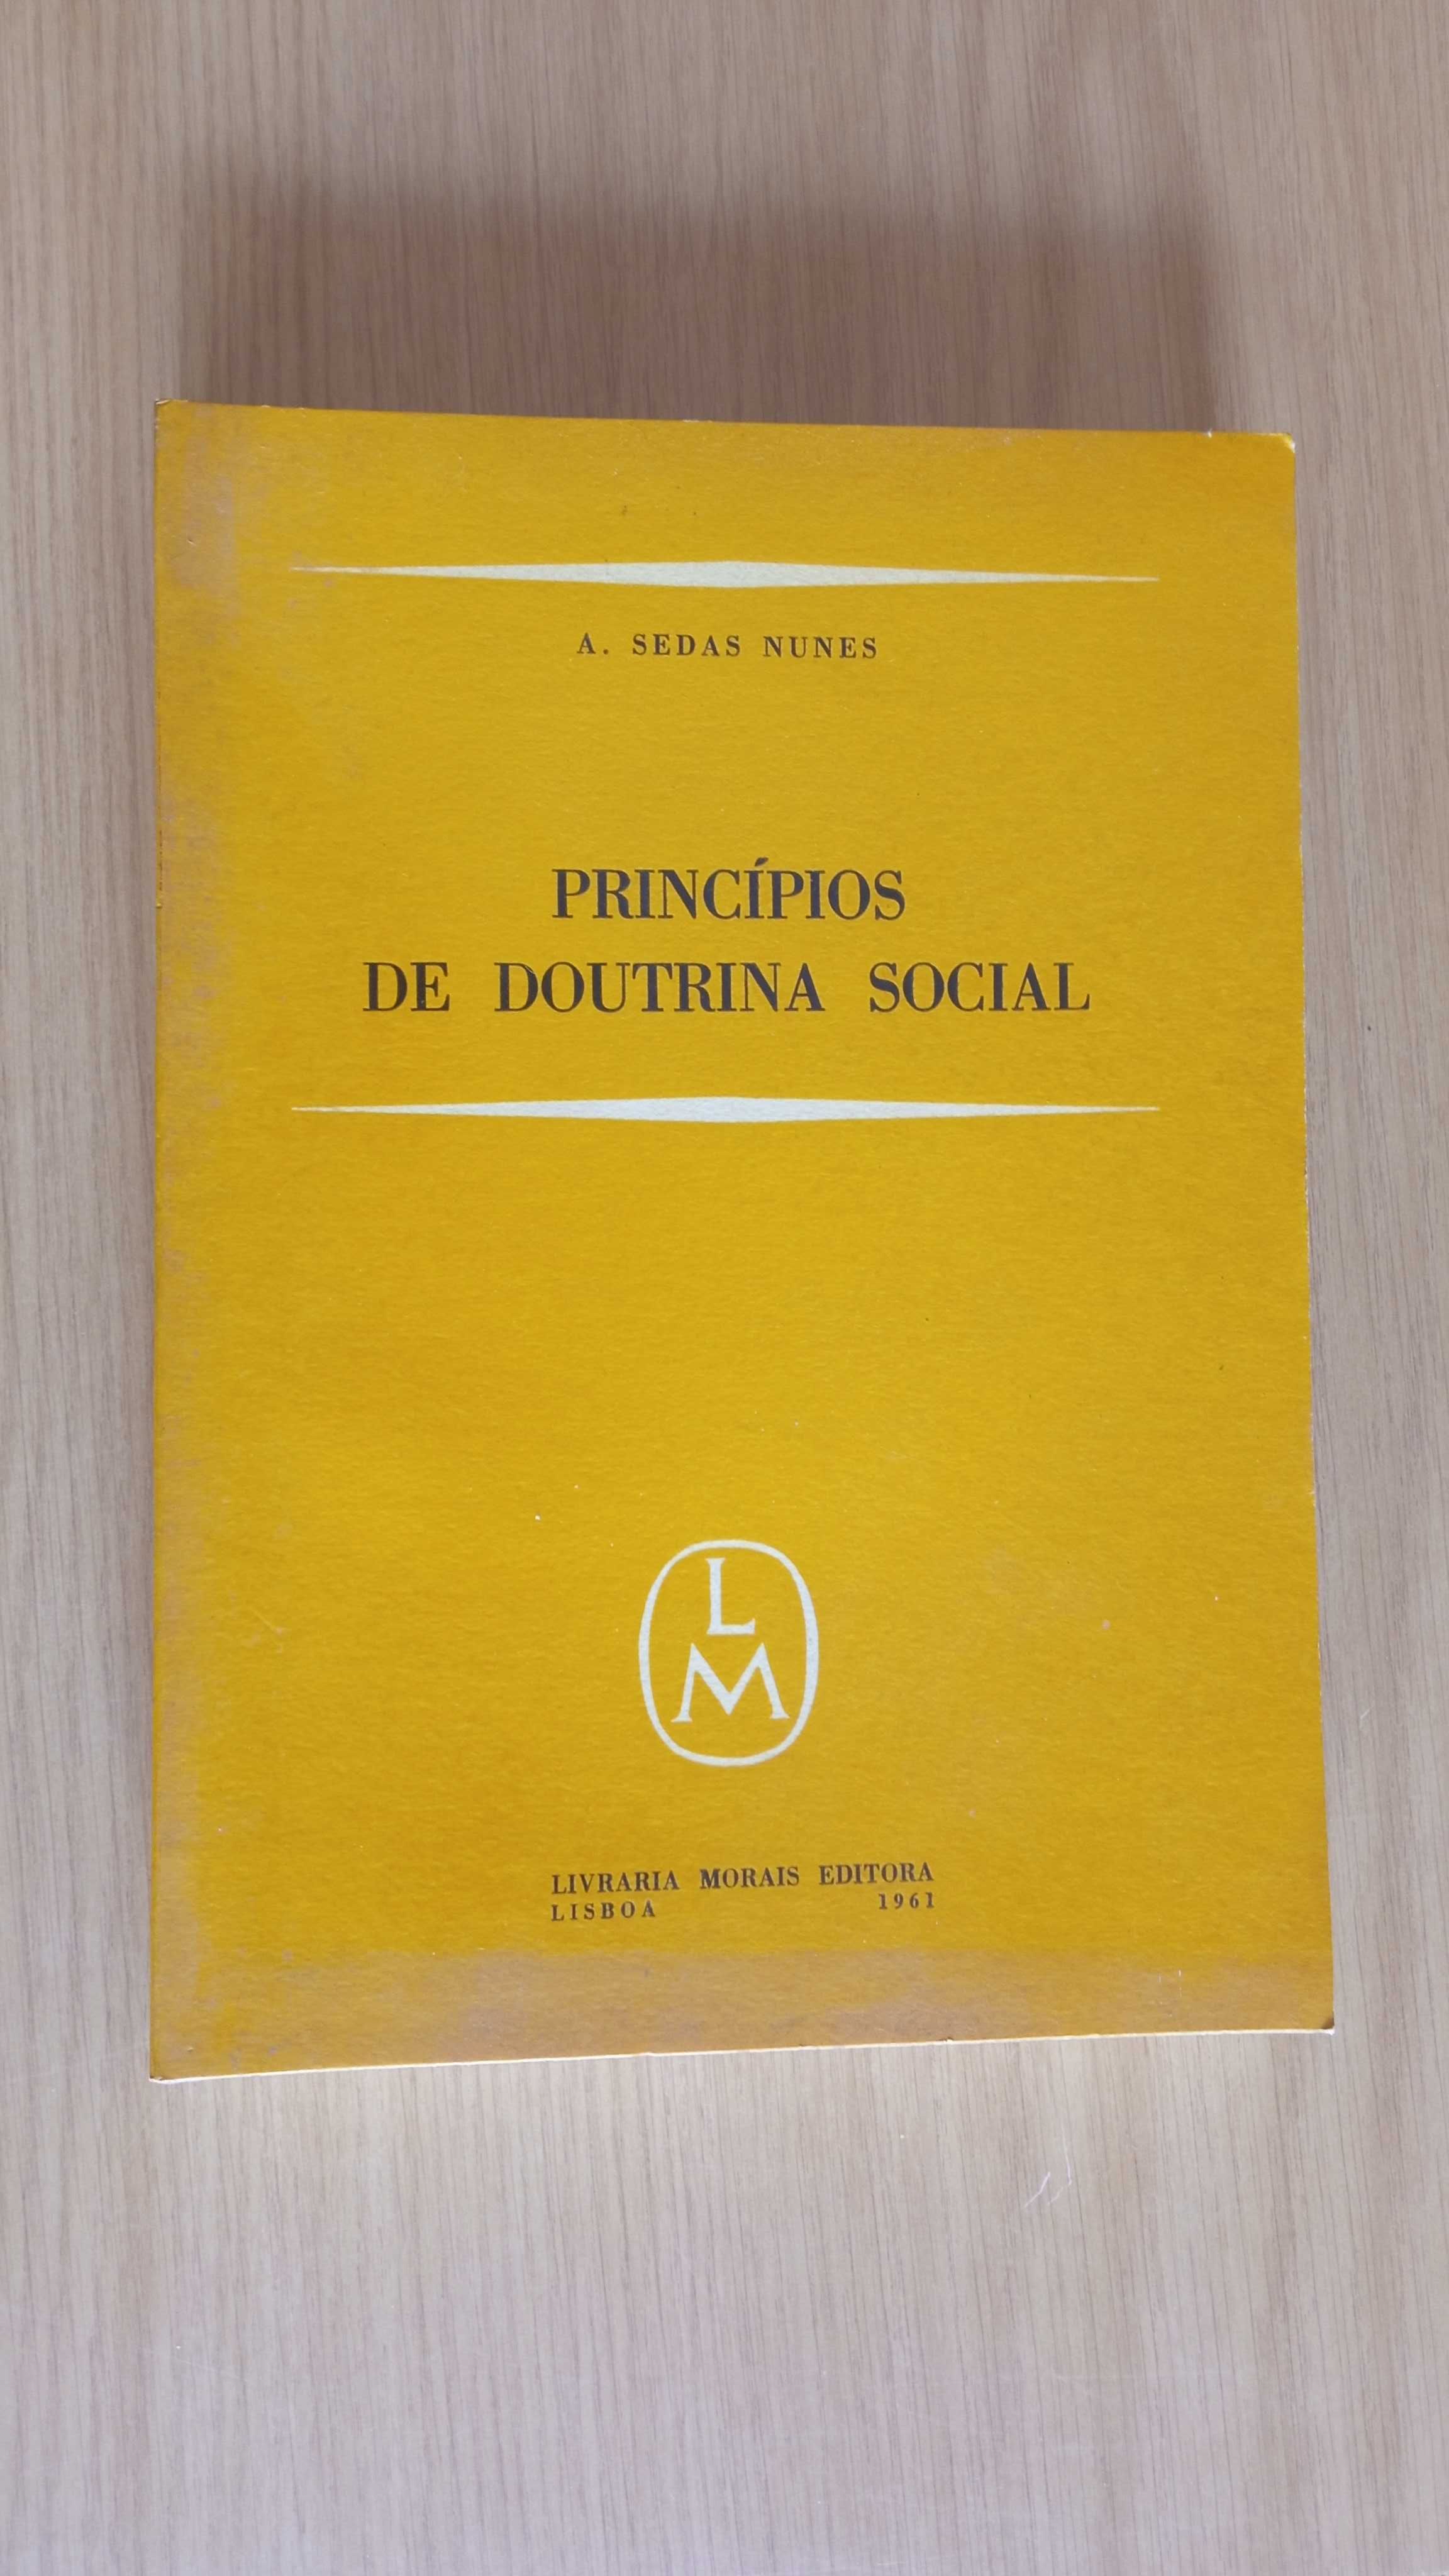 A. SEDAS NUNES
PRINCÍPIOS
DE DOUTRINA SOCIAL
L
M
LIVRARIA MORAIS EDITORA
LISBOA 1961